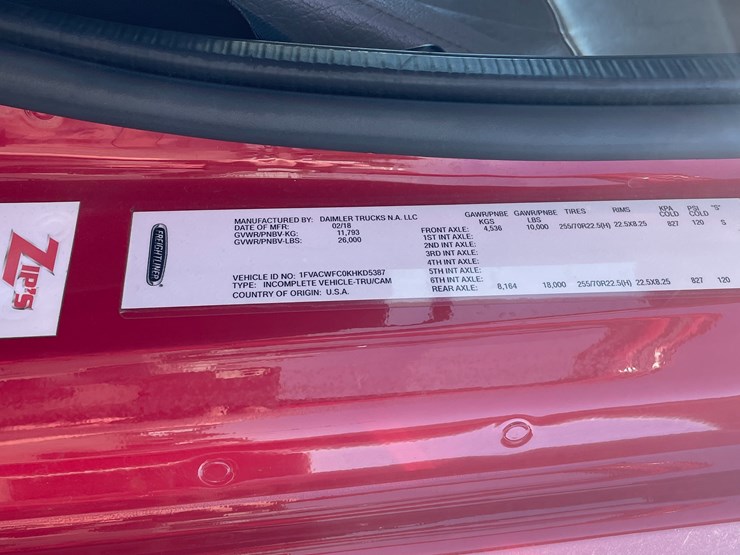 ZIP'S
FREIGHTLINER
MANUFACTURED BY: DAIMLER TRUCKS N.A. LLC
DATE OF MFR: 02/18
GVWR/PNBV-KG: 11,793
GVWR/PNBV-LBS: 26,000
VEHICLE ID NO: 1FVACWFC0KHKD5387
TYPE: INCOMPLETE VEHICLE-TRU/CAM
COUNTRY OF ORIGIN: U.S.A.
GAWR/PNBE GAWR/PNBE TIRES RIMS KPA PSI "S"
KGS LBS COLD COLD
FRONT AXLE: 4,536 10,000 255/70R22.5(H) 22.5X8.25 827 120 S
1ST INT AXLE:
2ND INT AXLE:
3RD INT AXLE:
4TH INT AXLE:
5TH INT AXLE:
6TH INT AXLE:
REAR AXLE: 8,164 18,000 255/70R22.5(H) 22.5X8.25 827 120